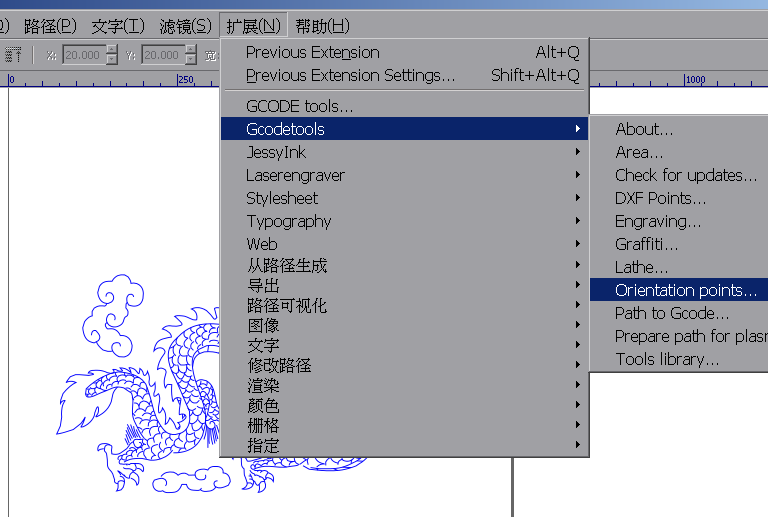 路径(P) 文字(T) 滤镜(S) 扩展(N) 帮助(H)
X: 20.000 Y: 20.000 宽
0 250 1000
Previous Extension Alt+Q
Previous Extension Settings... Shift+Alt+Q
GCODE tools...
Gcodetools
JessyInk
Laserengraver
Stylesheet
Typography
Web
从路径生成
导出
路径可视化
图像
文字
修改路径
渲染
颜色
栅格
指定
About...
Area...
Check for updates...
DXF Points...
Engraving...
Graffiti...
Lathe...
Orientation points...
Path to Gcode...
Prepare path for plasm
Tools library...